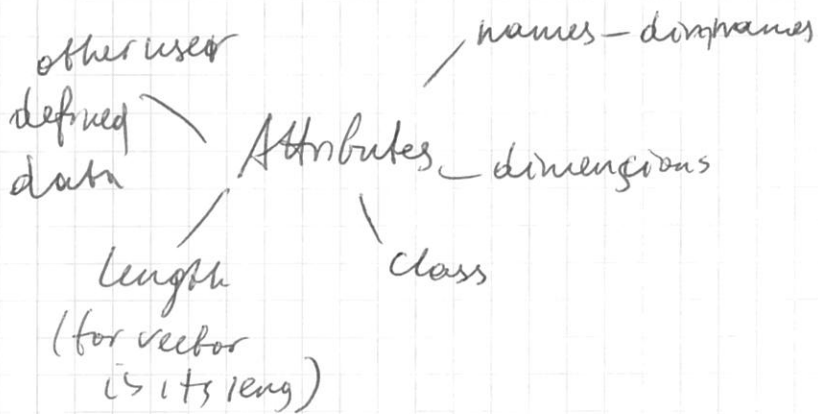 names - dimnames
other user
defined
data
Attributes - dimensions
length
(for vector
is its leng)
class